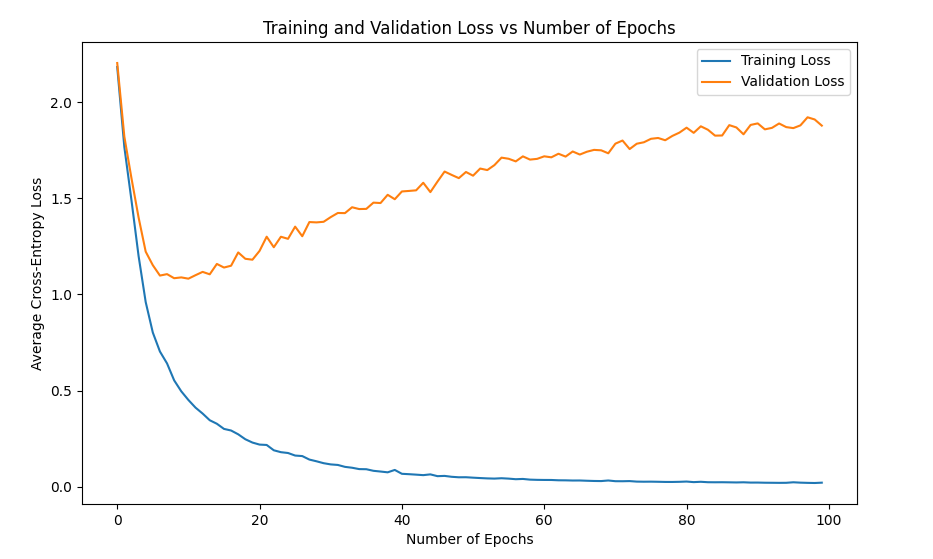 Training and Validation Loss vs Number of Epochs
Training Loss
Validation Loss
Average Cross-Entropy Loss
2.0
1.5
1.0
0.5
0.0
0
20
40
60
80
100
Number of Epochs